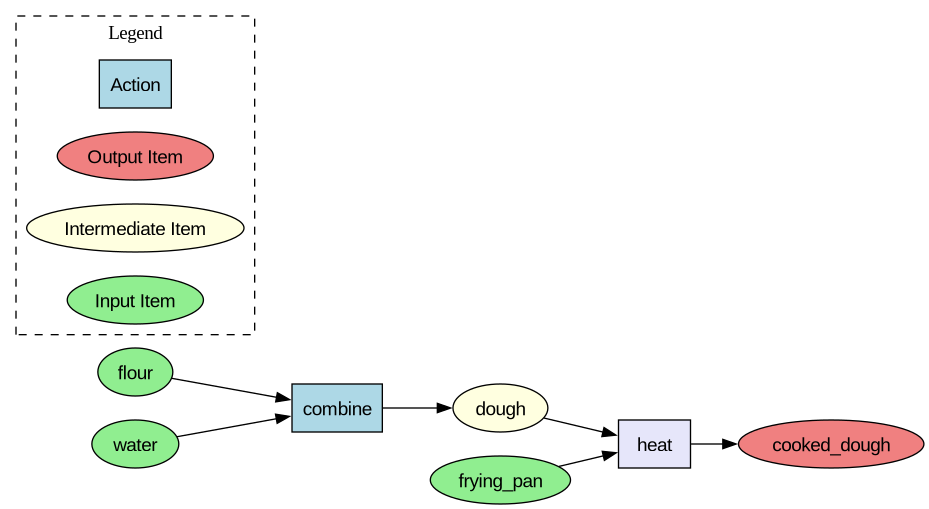 Legend
Action
Output Item
Intermediate Item
Input Item
flour
water
combine
dough
frying_pan
heat
cooked_dough